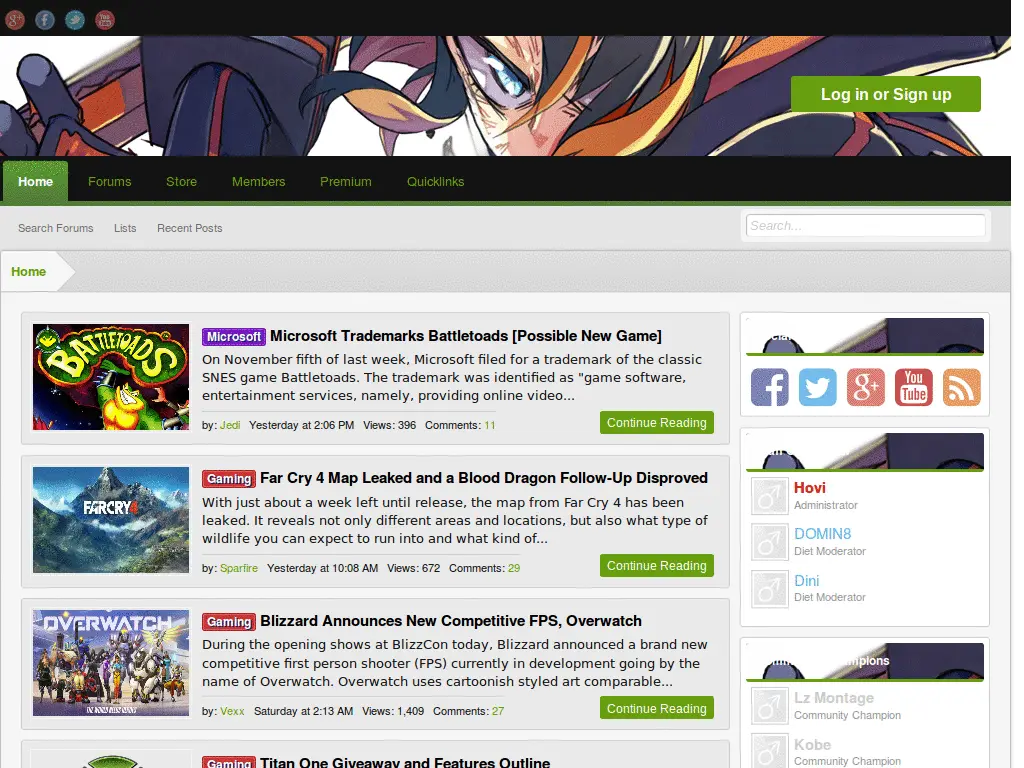 Log in or Sign up
Home Forums Store Members Premium Quicklinks
Search Forums Lists Recent Posts
Search...
Home
BATTLETOADS
Microsoft Microsoft Trademarks Battletoads [Possible New Game]
On November fifth of last week, Microsoft filed for a trademark of the classic
SNES game Battletoads. The trademark was identified as "game software,
entertainment services, namely, providing online video...
by: Jedi Yesterday at 2:06 PM Views: 396 Comments: 11
Continue Reading
FARCRY4
Gaming Far Cry 4 Map Leaked and a Blood Dragon Follow-Up Disproved
With just about a week left until release, the map from Far Cry 4 has been
leaked. It reveals not only different areas and locations, but also what type of
wildlife you can expect to run into and what kind of...
by: Sparfire Yesterday at 10:08 AM Views: 672 Comments: 29
Continue Reading
OVERWATCH
Gaming Blizzard Announces New Competitive FPS, Overwatch
During the opening shows at BlizzCon today, Blizzard announced a brand new
competitive first person shooter (FPS) currently in development going by the
name of Overwatch. Overwatch uses cartoonish styled art comparable...
by: Vexx Saturday at 2:13 AM Views: 1,409 Comments: 27
Continue Reading
Gaming Titan One Giveaway and Features Outline
You
Tube
Hovi
Administrator
DOMIN8
Diet Moderator
Dini
Diet Moderator
Lz Montage
Community Champion
Kobe
Community Champion